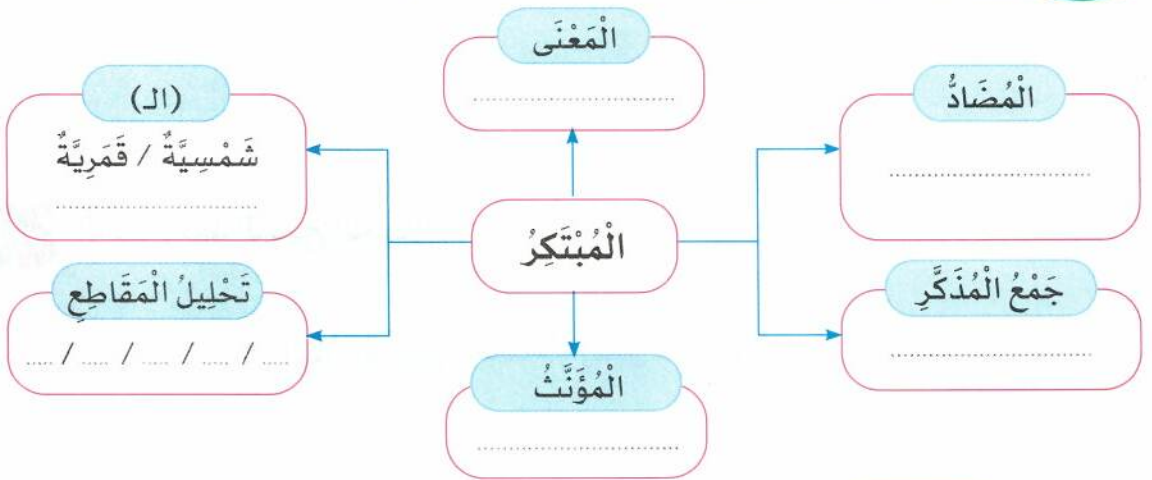 الْمَعْنَى
..............................
الْمُضَادُّ
..............................
(الـ)
شَمْسِيَّةٌ / قَمَرِيَّةٌ
..............................
الْمُبْتَكِرُ
جَمْعُ الْمُذَكَّرِ
..............................
تَحْلِيلُ الْمَقَاطِعِ
.... / .... / .... / .... / ....
الْمُؤَنَّثُ
..............................